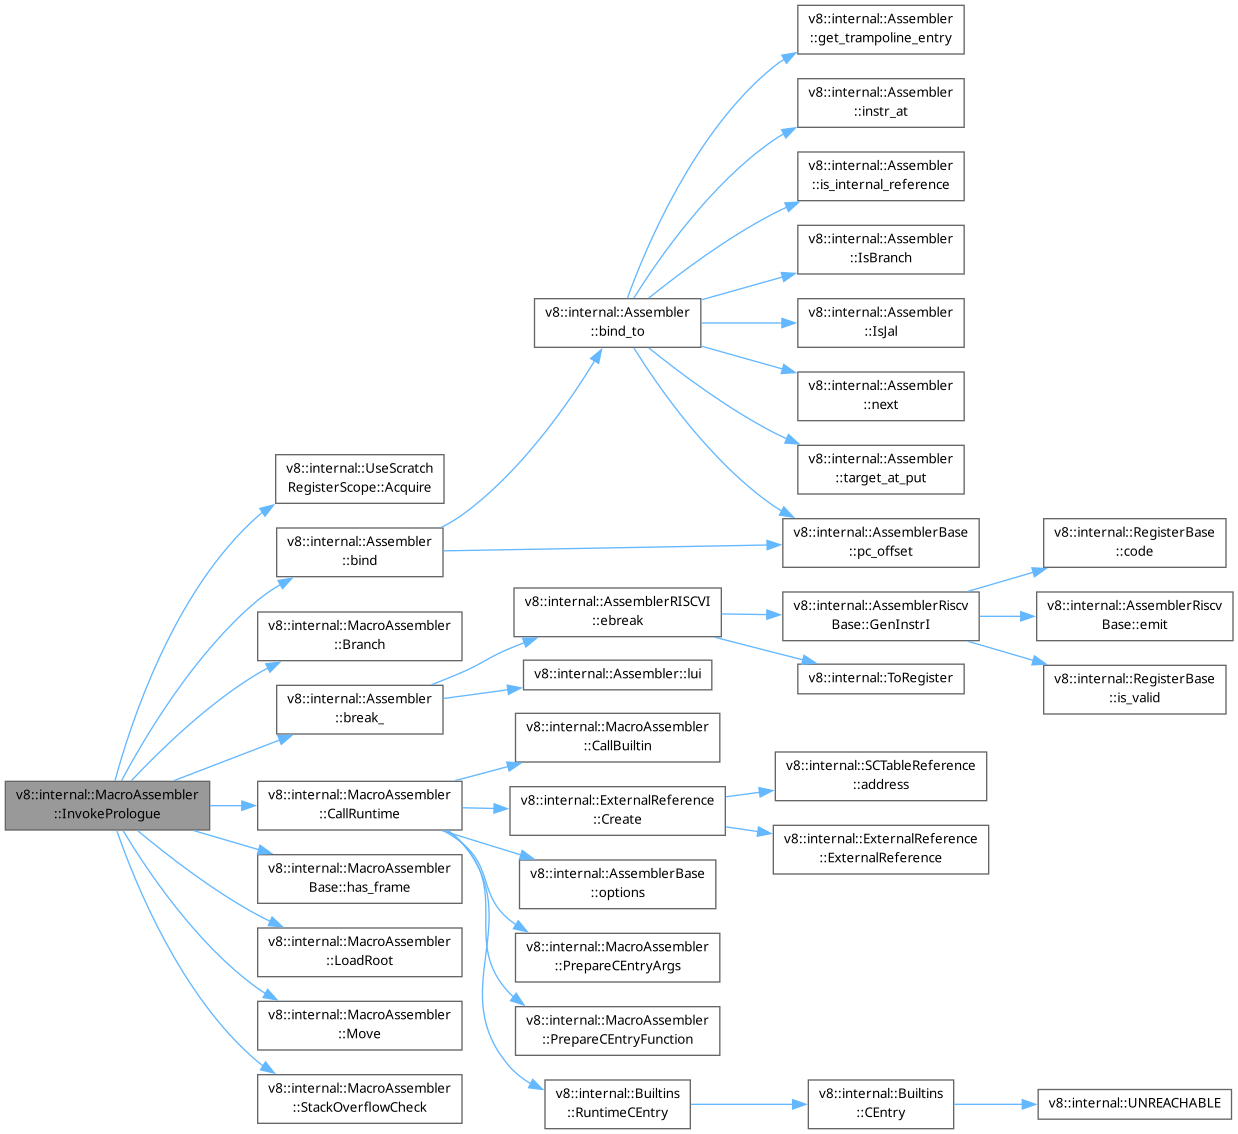 v8::internal::Assembler
::get_trampoline_entry
v8::internal::Assembler
::instr_at
v8::internal::Assembler
::is_internal_reference
v8::internal::Assembler
::IsBranch
v8::internal::Assembler
::bind_to
v8::internal::Assembler
::IsJal
v8::internal::Assembler
::next
v8::internal::Assembler
::target_at_put
v8::internal::UseScratch
RegisterScope::Acquire
v8::internal::Assembler
::bind
v8::internal::AssemblerBase
::pc_offset
v8::internal::RegisterBase
::code
v8::internal::MacroAssembler
::Branch
v8::internal::AssemblerRISCVI
::ebreak
v8::internal::AssemblerRiscv
Base::GenInstrI
v8::internal::AssemblerRiscv
Base::emit
v8::internal::Assembler
::break_
v8::internal::Assembler::lui
v8::internal::ToRegister
v8::internal::RegisterBase
::is_valid
v8::internal::MacroAssembler
::InvokePrologue
v8::internal::MacroAssembler
::CallRuntime
v8::internal::MacroAssembler
::CallBuiltin
v8::internal::ExternalReference
::Create
v8::internal::SCTableReference
::address
v8::internal::ExternalReference
::ExternalReference
v8::internal::MacroAssembler
Base::has_frame
v8::internal::AssemblerBase
::options
v8::internal::MacroAssembler
::LoadRoot
v8::internal::MacroAssembler
::PrepareCEntryArgs
v8::internal::MacroAssembler
::Move
v8::internal::MacroAssembler
::PrepareCEntryFunction
v8::internal::MacroAssembler
::StackOverflowCheck
v8::internal::Builtins
::RuntimeCEntry
v8::internal::Builtins
::CEntry
v8::internal::UNREACHABLE